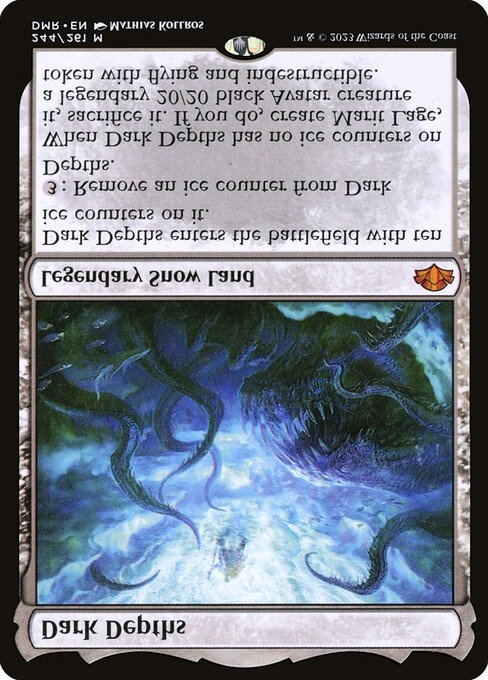 Dark Depths
Legendary Snow Land
Dark Depths enters the battlefield with ten
ice counters on it.
3: Remove an ice counter from Dark
Depths.
When Dark Depths has no ice counters on
it, sacrifice it. If you do, create Marit Lage,
a legendary 20/20 black Avatar creature
token with flying and indestructible.
244/261 M
DMR • EN Mathias Kollros
™ & © 2023 Wizards of the Coast